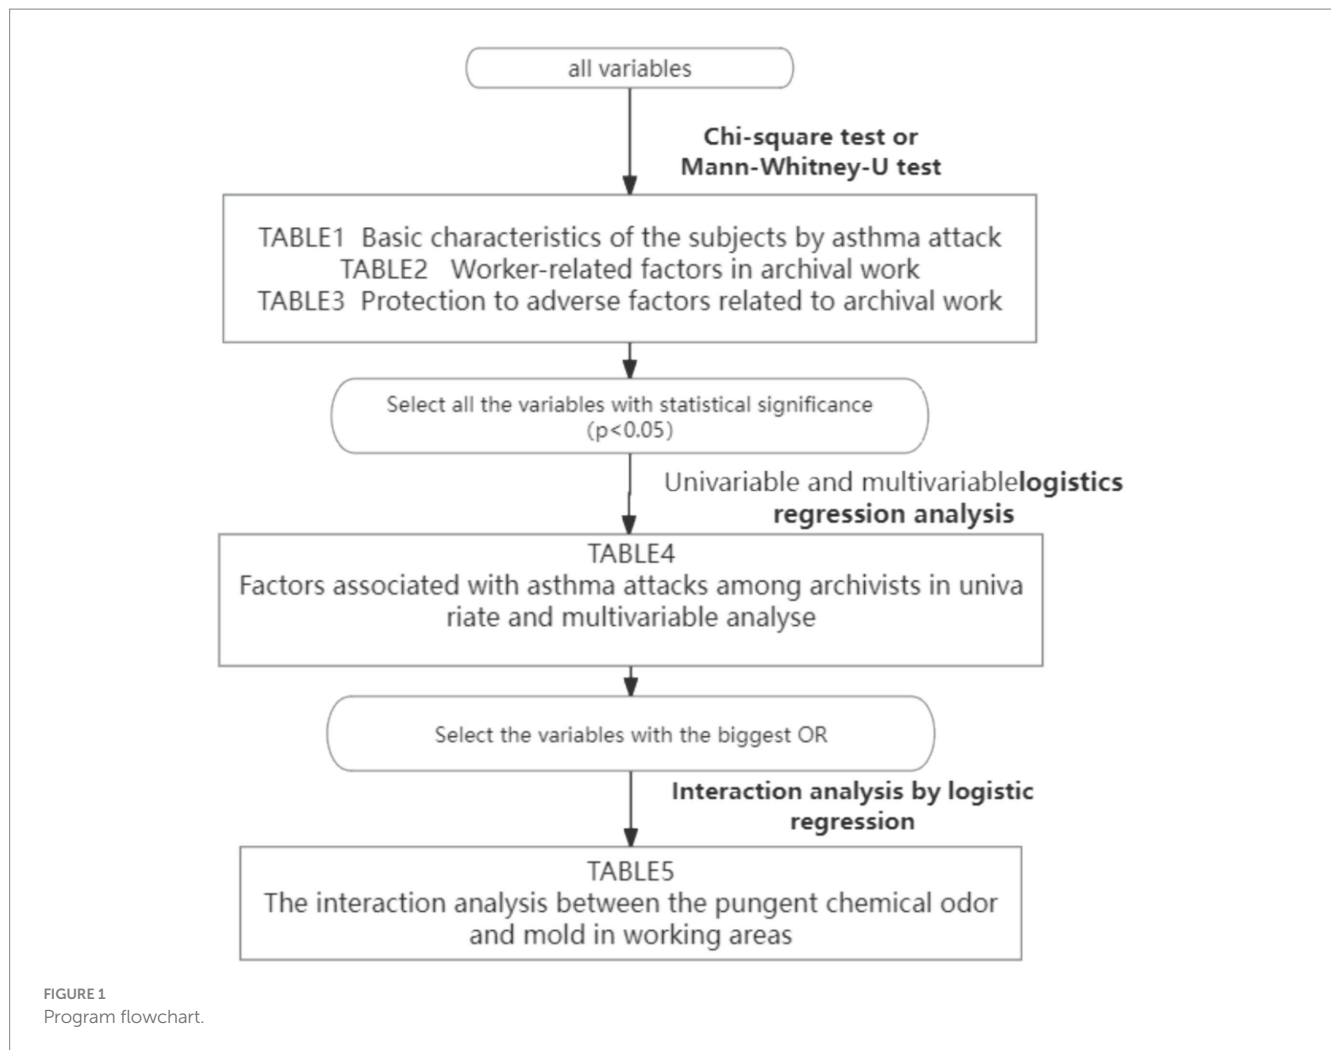 all variables
Chi-square test or
Mann-Whitney-U test
TABLE1 Basic characteristics of the subjects by asthma attack
TABLE2 Worker-related factors in archival work
TABLE3 Protection to adverse factors related to archival work
Select all the variables with statistical significance
(p<0.05)
Univariable and multivariablelogistics
regression analysis
TABLE4
Factors associated with asthma attacks among archivists in univa
riate and multivariable analyse
Select the variables with the biggest OR
Interaction analysis by logistic
regression
TABLE5
The interaction analysis between the pungent chemical odor
and mold in working areas
FIGURE 1
Program flowchart.